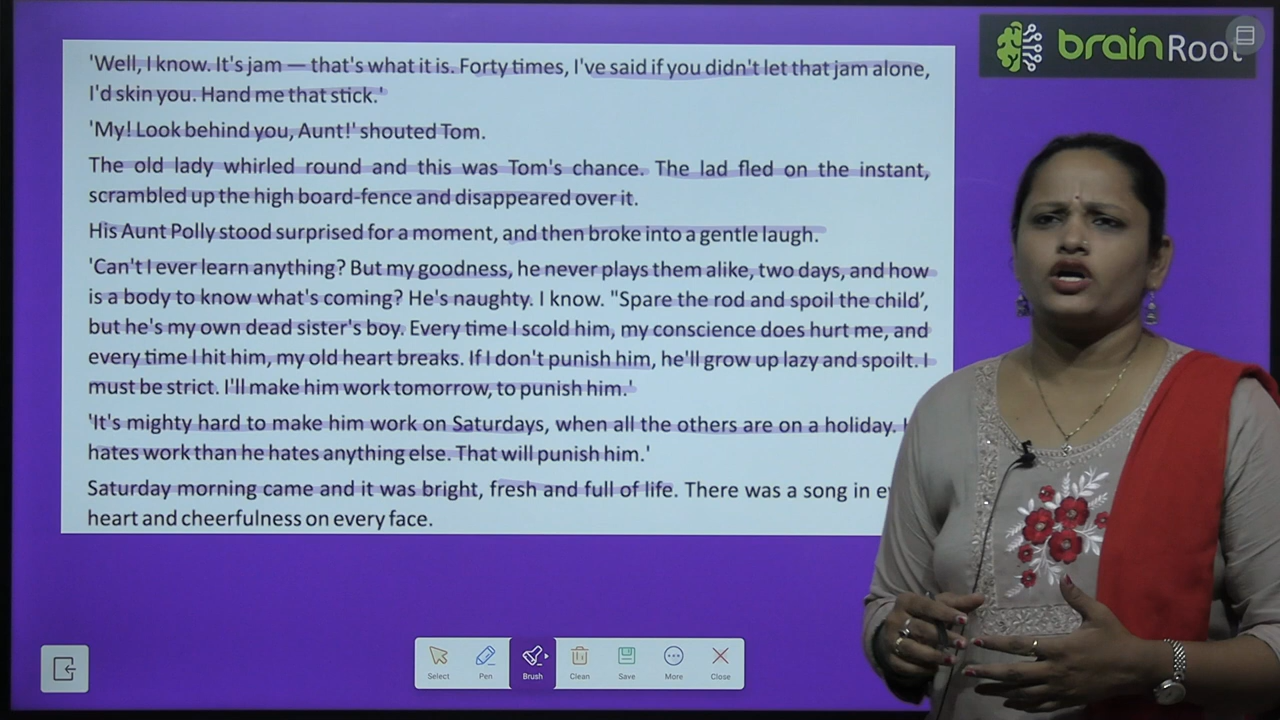 brainRoot
'Well, I know. It's jam — that's what it is. Forty times, I've said if you didn't let that jam alone,
I'd skin you. Hand me that stick.'
'My! Look behind you, Aunt!' shouted Tom.
The old lady whirled round and this was Tom's chance. The lad fled on the instant,
scrambled up the high board-fence and disappeared over it.
His Aunt Polly stood surprised for a moment, and then broke into a gentle laugh.
'Can't I ever learn anything? But my goodness, he never plays them alike, two days, and how
is a body to know what's coming? He's naughty. I know. "Spare the rod and spoil the child',
but he's my own dead sister's boy. Every time I scold him, my conscience does hurt me, and
every time I hit him, my old heart breaks. If I don't punish him, he'll grow up lazy and spoilt. I
must be strict. I'll make him work tomorrow, to punish him.'
'It's mighty hard to make him work on Saturdays, when all the others are on a holiday.
hates work than he hates anything else. That will punish him.'
Saturday morning came and it was bright, fresh and full of life. There was a song in
heart and cheerfulness on every face.
Select Pen Brush Clean Save More Close